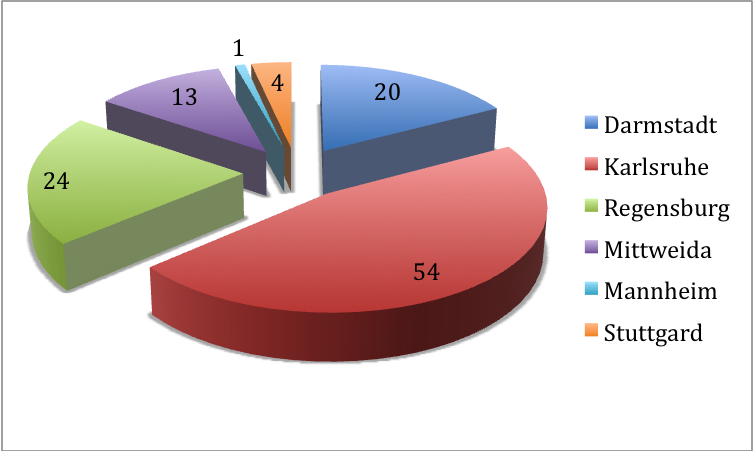 1
4
20
13
24
54
Darmstadt
Karlsruhe
Regensburg
Mittweida
Mannheim
Stuttgard